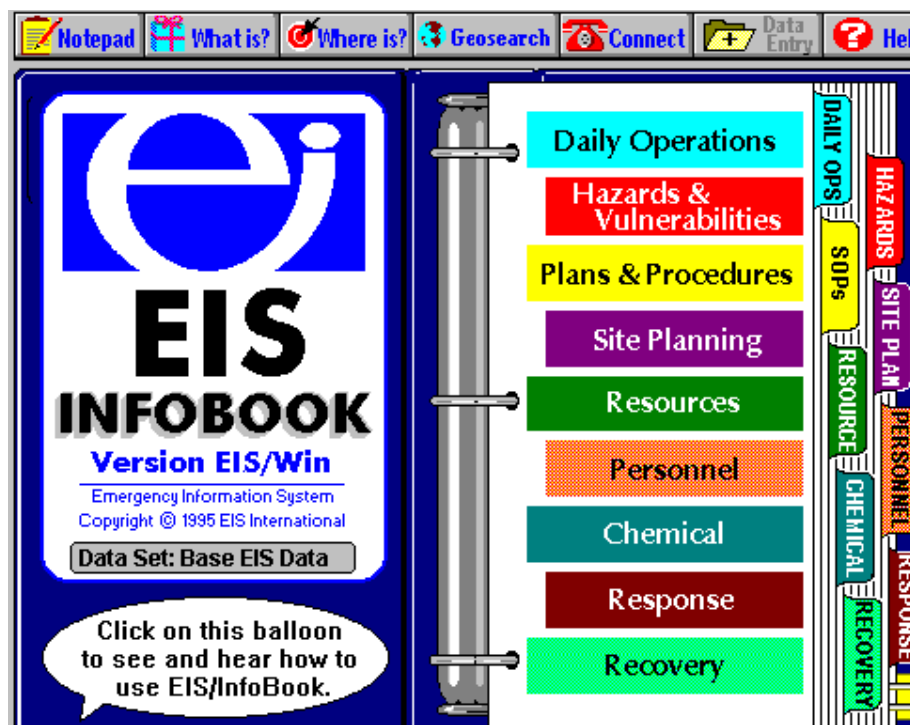 Notepad What is? Where is? Geosearch Connect Data Entry Hel
ei
EIS
INFOBOOK
Version EIS/Win
Emergency Information System
Copyright © 1995 EIS International
Data Set: Base EIS Data
Click on this balloon
to see and hear how to
use EIS/InfoBook.
Daily Operations
Hazards &
Vulnerabilities
Plans & Procedures
Site Planning
Resources
Personnel
Chemical
Response
Recovery
DAILY OPS
HAZARDS
SOPs
SITE PLAN
RESOURCE
PERSONNEL
CHEMICAL
RESPONSE
RECOVERY